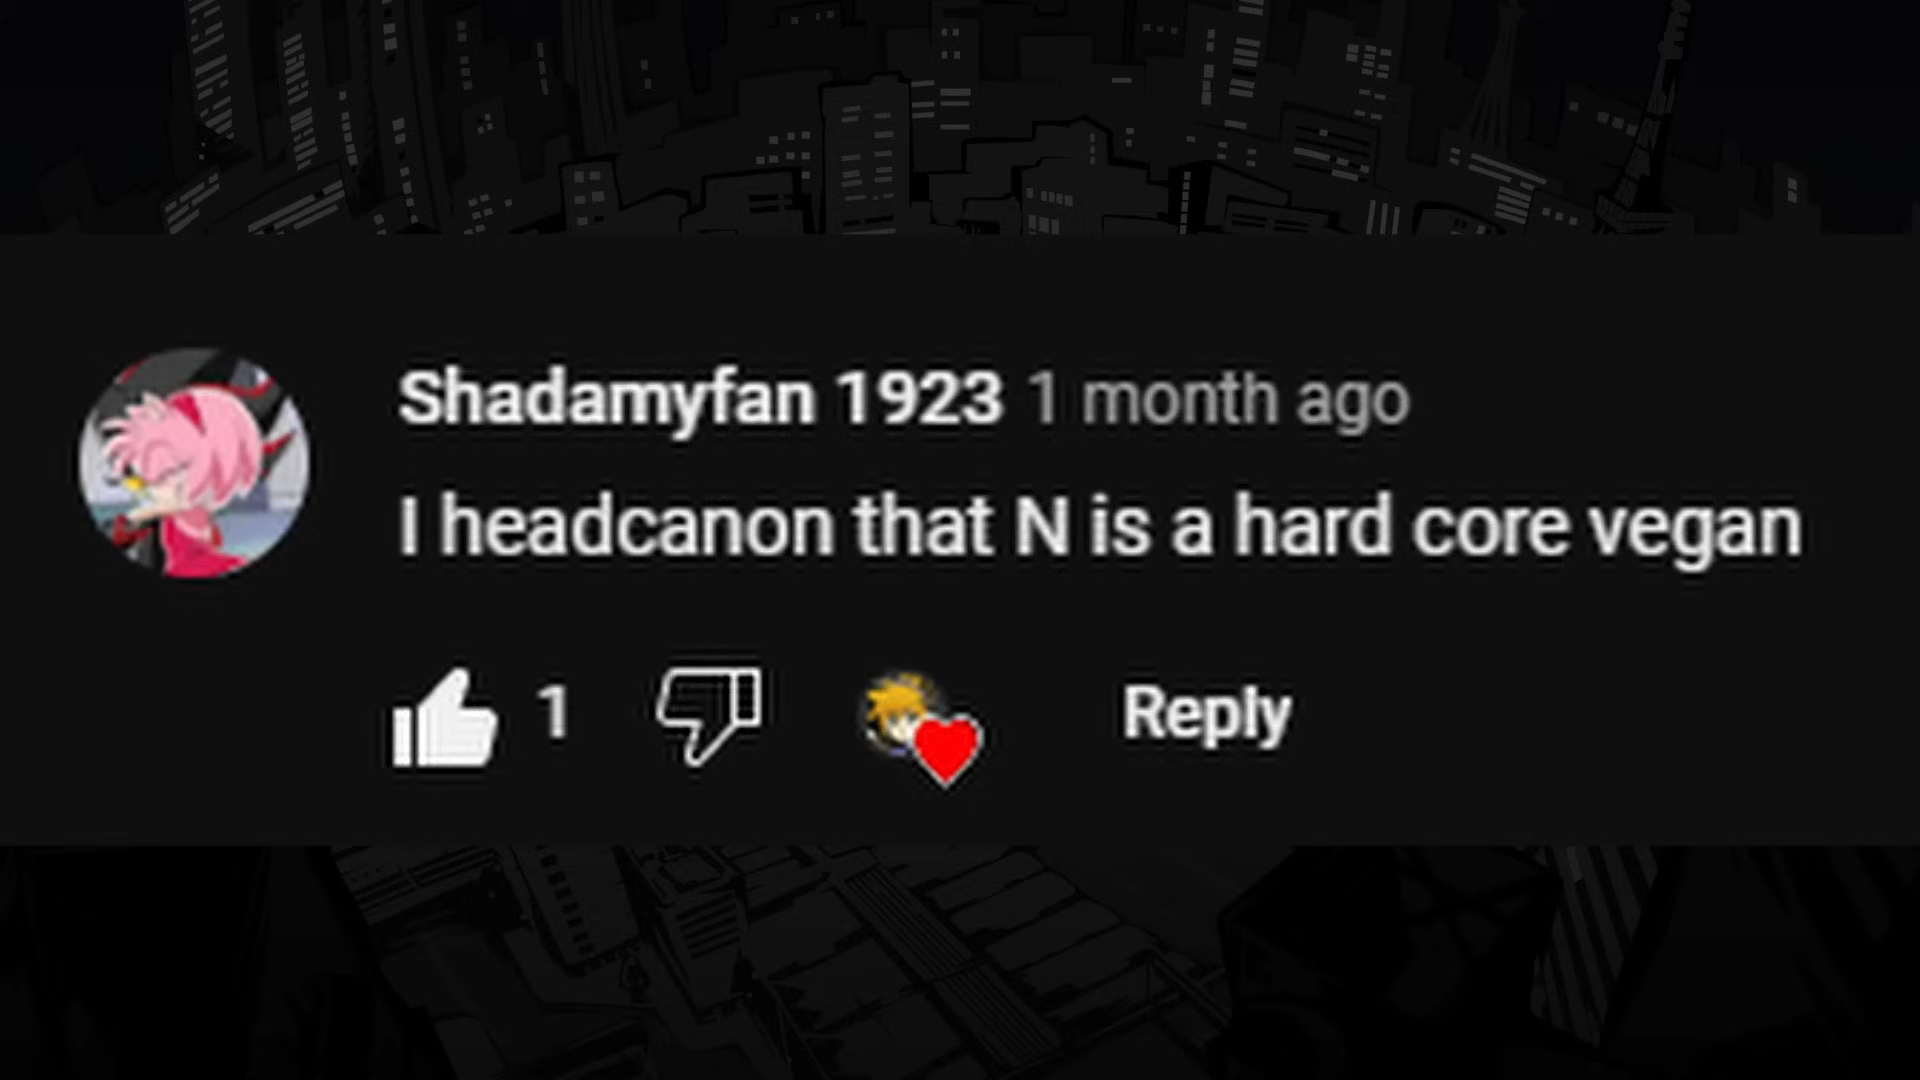 Shadamyfan 1923 1 month ago
I headcanon that N is a hard core vegan
1 Reply